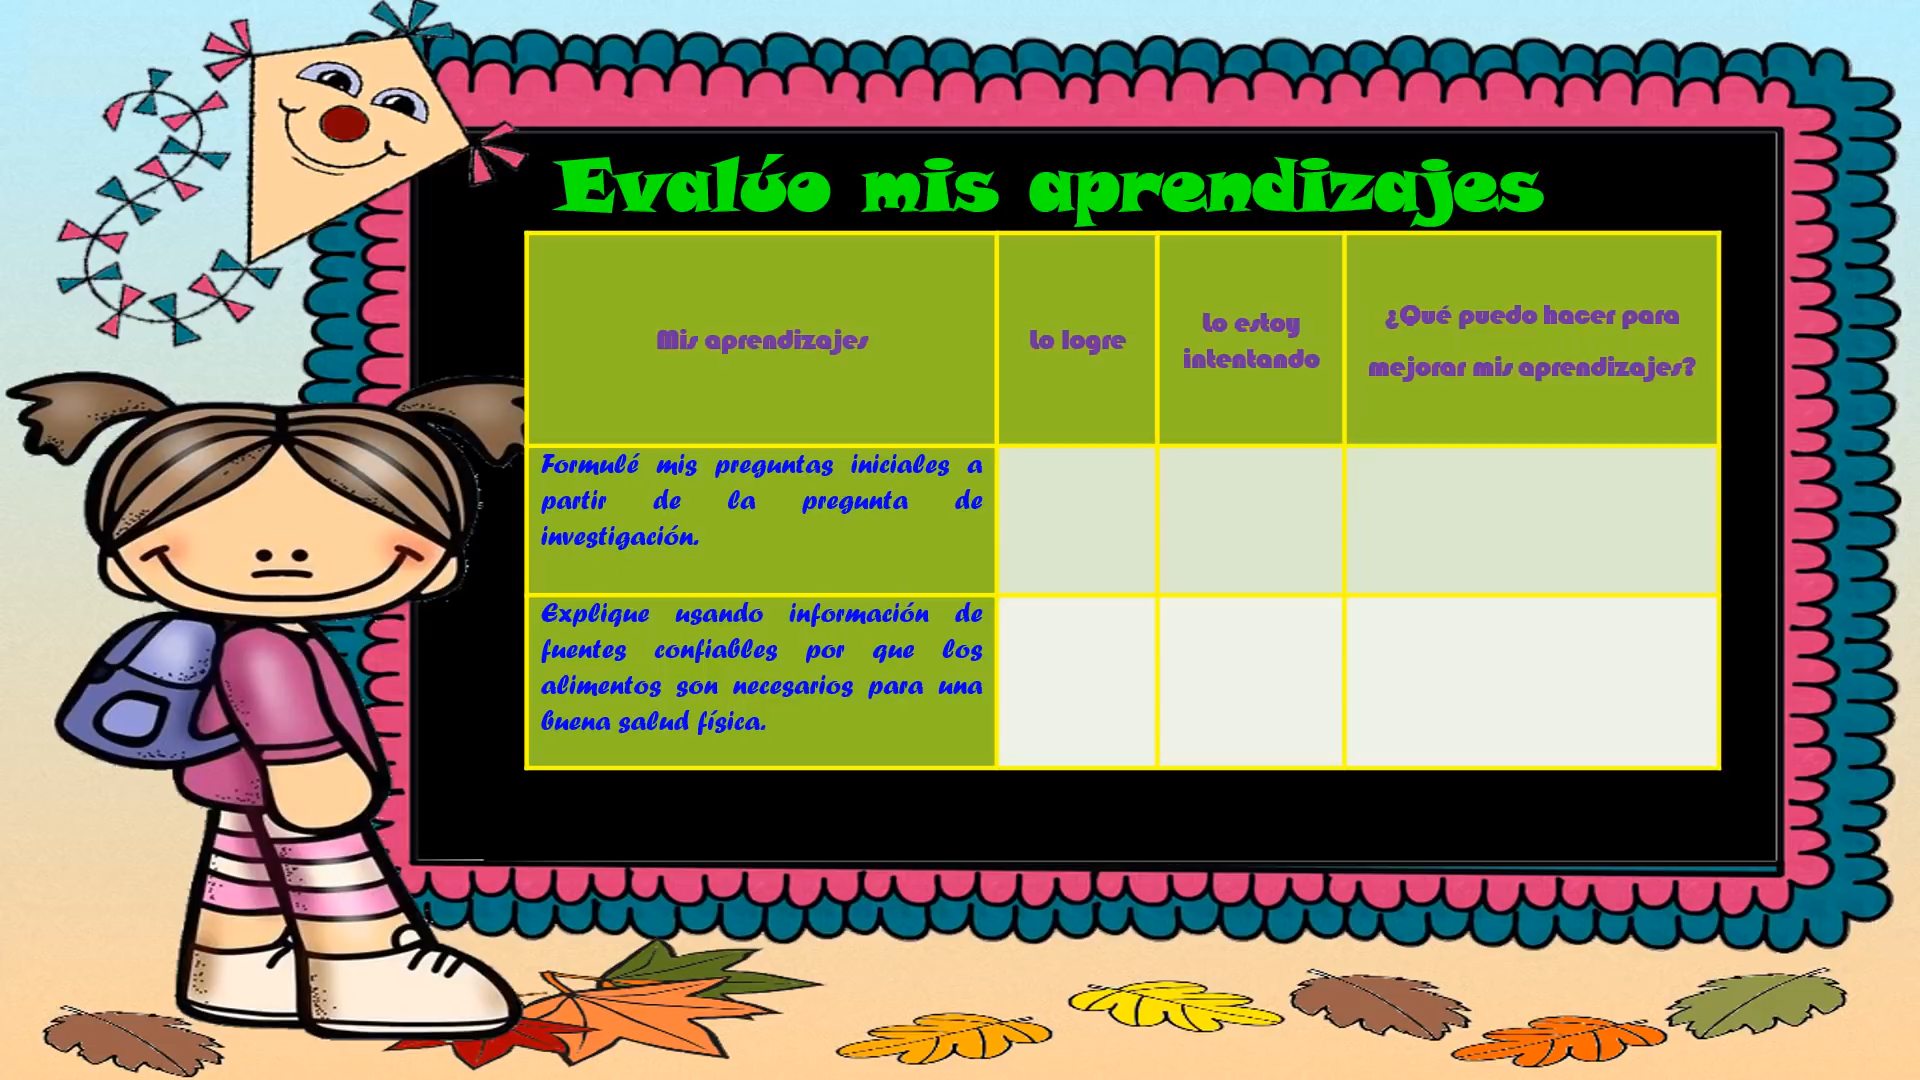 Evalúo mis aprendizajes
Mis aprendizajes
Lo logre
Lo estoy
intentando
¿Qué puedo hacer para
mejorar mis aprendizajes?
Formulé mis preguntas iniciales a
partir de la pregunta de
investigación.
Explique usando información de
fuentes confiables por que los
alimentos son necesarios para una
buena salud física.